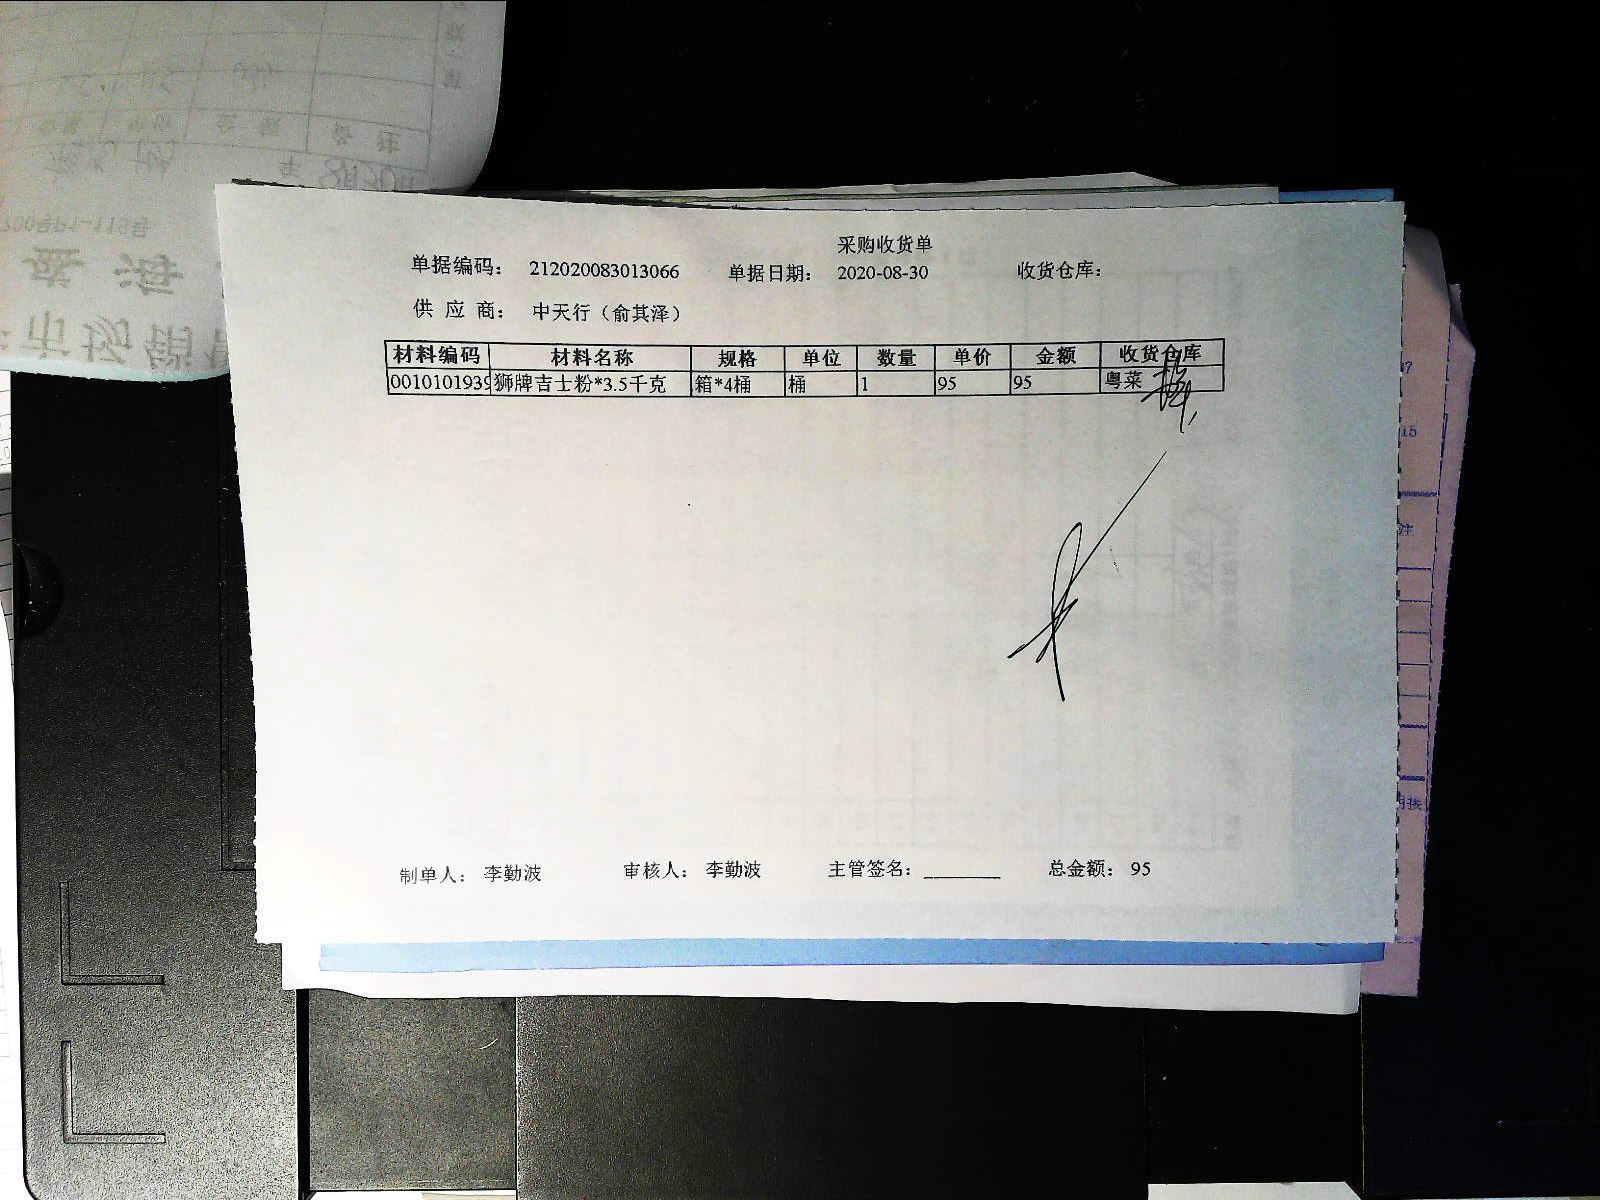 采购收货单
单据编码： 212020083013066 单据日期： 2020-08-30 收货仓库：
供 应 商： 中天行（俞其泽）
材料编码 材料名称 规格 单位 数量 单价 金额 收货仓库
0010101939 狮牌吉士粉*3.5千克 箱*4桶 桶 1 95 95 粤菜
制单人： 李勤波 审核人： 李勤波 主管签名：________ 总金额： 95